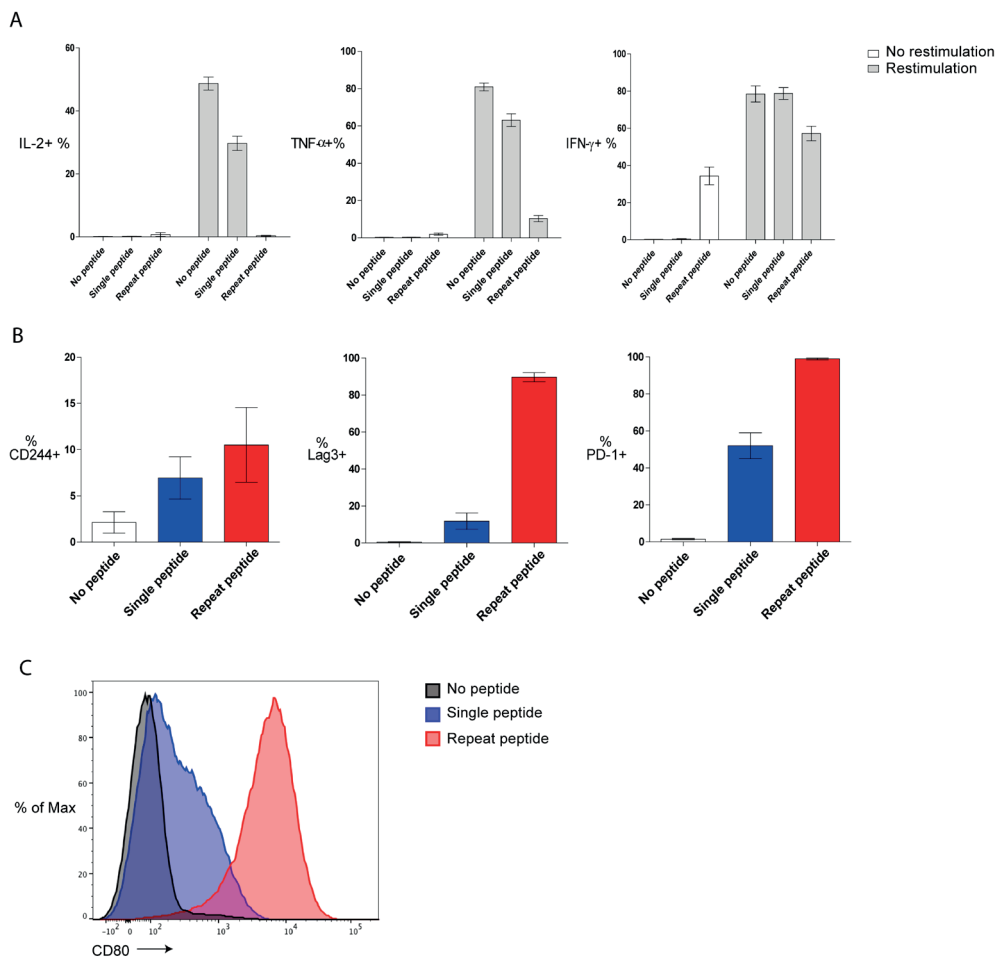 A
No restimulation
Restimulation
IL-2+ %
60
40
20
0
No peptide
Single peptide
Repeat peptide
No peptide
Single peptide
Repeat peptide
TNF-α+%
100
80
60
40
20
0
No peptide
Single peptide
Repeat peptide
No peptide
Single peptide
Repeat peptide
IFN-γ+ %
100
80
60
40
20
0
No peptide
Single peptide
Repeat peptide
No peptide
Single peptide
Repeat peptide
B
%
CD244+
20
15
10
5
0
No peptide
Single peptide
Repeat peptide
%
Lag3+
100
80
60
40
20
0
No peptide
Single peptide
Repeat peptide
%
PD-1+
100
80
60
40
20
0
No peptide
Single peptide
Repeat peptide
C
No peptide
Single peptide
Repeat peptide
% of Max
100
80
60
40
20
0
-10² 0 10² 10³ 10⁴ 10⁵
CD80